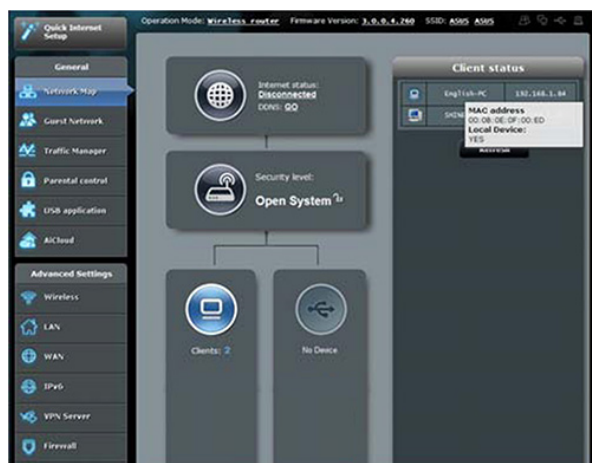 Quick Internet
Setup
Operation Mode: Wireless router Firmware Version: 3.0.0.4.260 SSID: ASUS ASUS
General
Network Map
Guest Network
Traffic Manager
Parental control
USB application
AiCloud
Advanced Settings
Wireless
LAN
WAN
IPv6
VPN Server
Firewall
Internet status:
Disconnected
DDNS: GO
Security level:
Open System
Clients: 2
No Device
Client status
English-PC 192.168.1.84
MAC address
00:08:0E:0F:00:ED
Local Device:
YES
Refresh